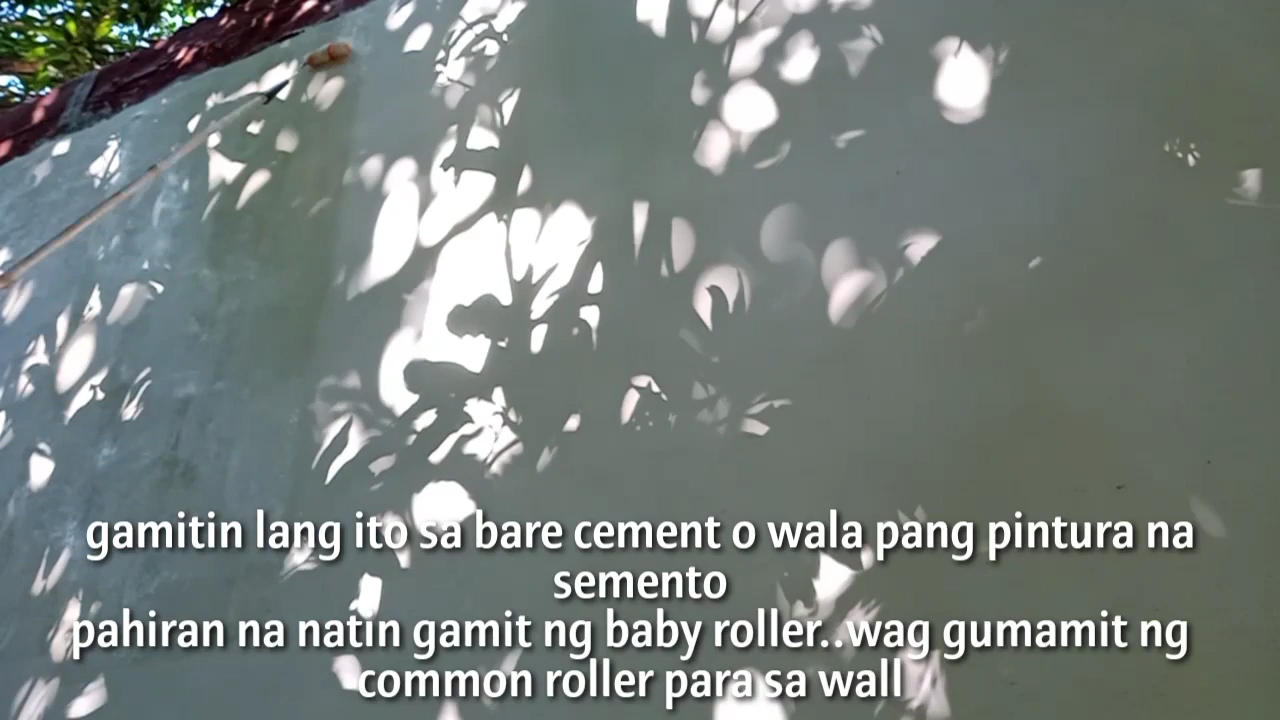 gamitin lang ito sa bare cement o wala pang pintura na
semento
pahiran na natin gamit ng baby roller..wag gumamit ng
common roller para sa wall